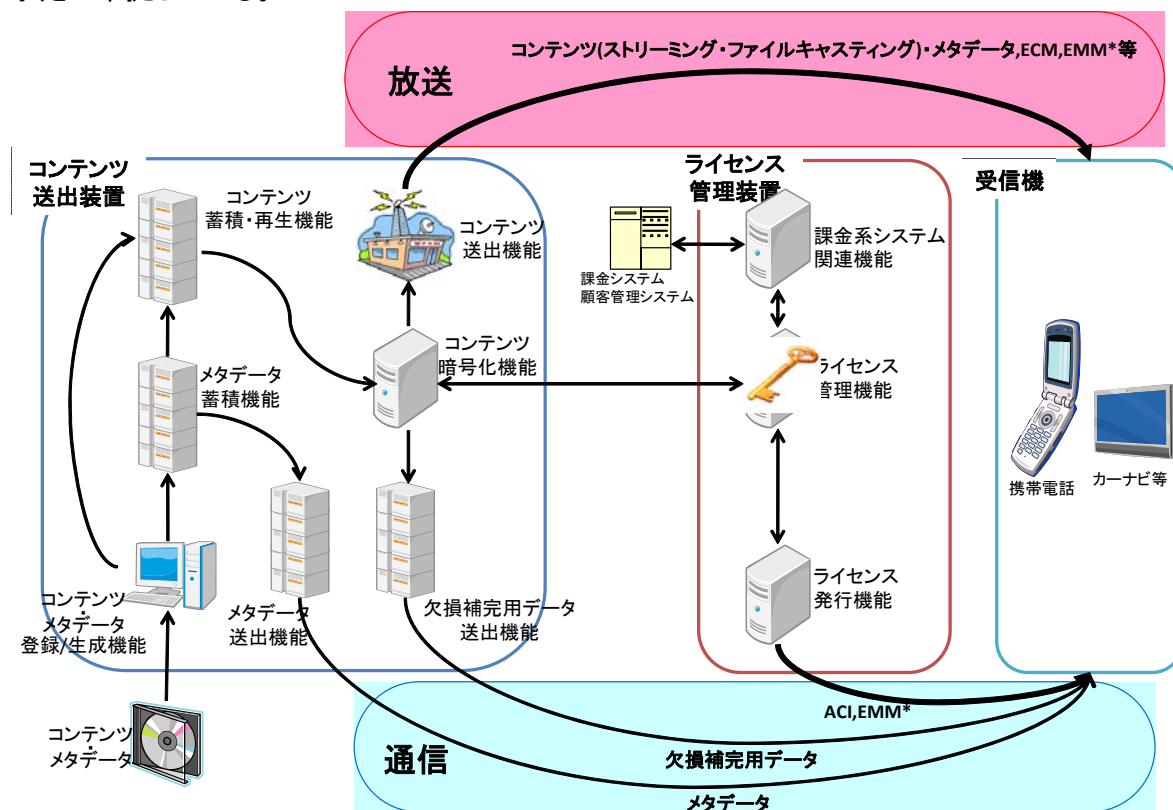 コンテンツ(ストリーミング・ファイルキャスティング)・メタデータ,ECM,EMM*等
放送
コンテンツ
送出装置
コンテンツ
蓄積・再生機能
コンテンツ
送出機能
ライセンス
管理装置
受信機
課金システム
顧客管理システム
課金系システム
関連機能
メタデータ
蓄積機能
コンテンツ
暗号化機能
ライセンス
管理機能
携帯電話
カーナビ等
コンテンツ
・
メタデータ
登録/生成機能
メタデータ
送出機能
欠損補完用データ
送出機能
ライセンス
発行機能
コンテンツ
・
メタデータ
ACI,EMM*
通信
欠損補完用データ
メタデータ